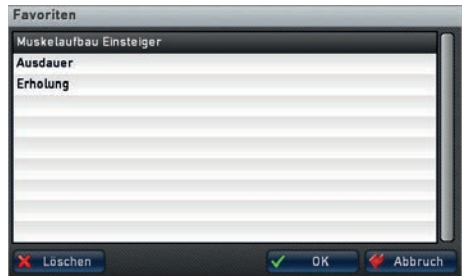 Favoriten
Muskelaufbau Einsteiger
Ausdauer
Erholung
Löschen OK Abbruch